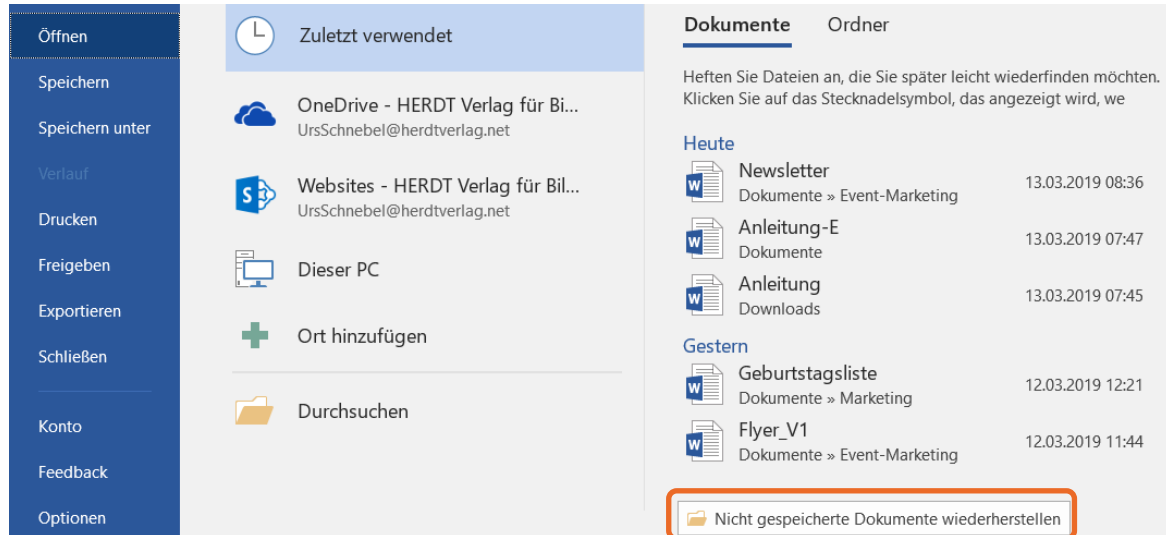 Öffnen
Speichern
Speichern unter
Verlauf
Drucken
Freigeben
Exportieren
Schließen
Konto
Feedback
Optionen
Zuletzt verwendet
OneDrive - HERDT Verlag für Bi...
UrsSchnebel@herdtverlag.net
Websites - HERDT Verlag für Bil...
UrsSchnebel@herdtverlag.net
Dieser PC
Ort hinzufügen
Durchsuchen
Dokumente Ordner
Heften Sie Dateien an, die Sie später leicht wiederfinden möchten.
Klicken Sie auf das Stecknadelsymbol, das angezeigt wird, we
Heute
Newsletter
Dokumente » Event-Marketing 13.03.2019 08:36
Anleitung-E
Dokumente 13.03.2019 07:47
Anleitung
Downloads 13.03.2019 07:45
Gestern
Geburtstagsliste
Dokumente » Marketing 12.03.2019 12:21
Flyer_V1
Dokumente » Event-Marketing 12.03.2019 11:44
Nicht gespeicherte Dokumente wiederherstellen